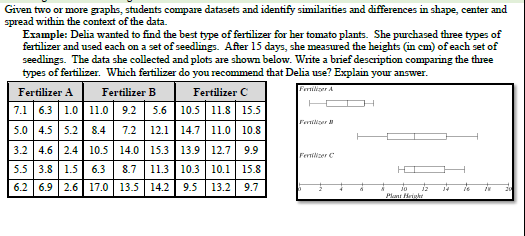 Given two or more graphs, students compare datasets and identify similarities and differences in shape, center and
spread within the context of the data.
Example: Delia wanted to find the best type of fertilizer for her tomato plants. She purchased three types of
fertilizer and used each on a set of seedlings. After 15 days, she measured the heights (in cm) of each set of
seedlings. The data she collected and plots are shown below. Write a brief description comparing the three
types of fertilizer. Which fertilizer do you recommend that Delia use? Explain your answer.
Fertilizer A Fertilizer B Fertilizer C
7.1 6.3 1.0 11.0 9.2 5.6 10.5 11.8 15.5
5.0 4.5 5.2 8.4 7.2 12.1 14.7 11.0 10.8
3.2 4.6 2.4 10.5 14.0 15.3 13.9 12.7 9.9
5.5 3.8 1.5 6.3 8.7 11.3 10.3 10.1 15.8
6.2 6.9 2.6 17.0 13.5 14.2 9.5 13.2 9.7
Fertilizer A
Fertilizer B
Fertilizer C
0 2 4 6 8 10 12 14 16 18 20
Plant Height